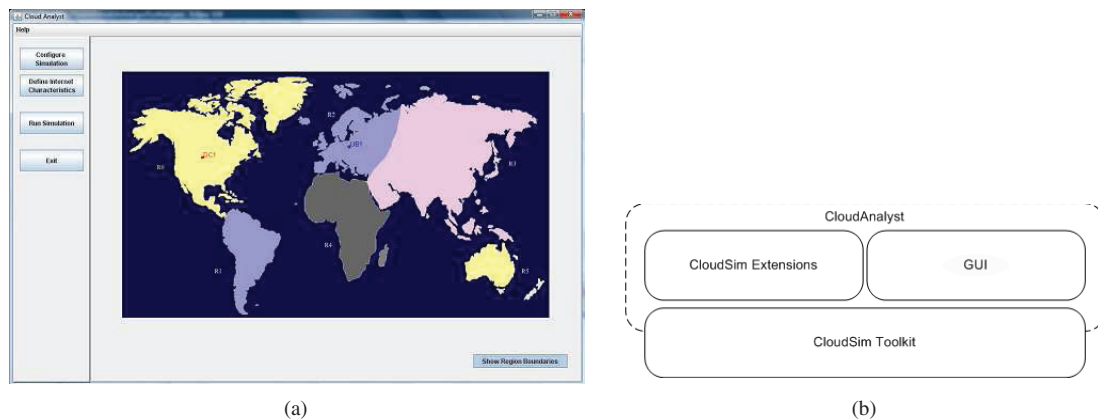 Cloud Analyst
Help
Configure
Simulation
Define Internet
Characteristics
Run Simulation
Exit
R0
R1
R2
R3
R4
R5
UB1
Show Region Boundaries
(a)
CloudAnalyst
CloudSim Extensions
GUI
CloudSim Toolkit
(b)